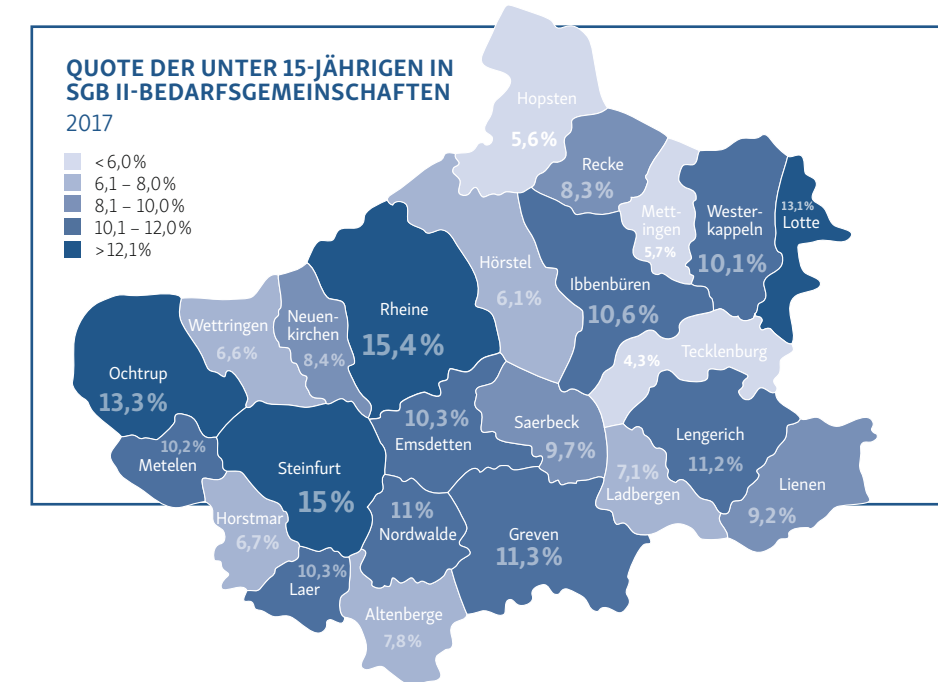 QUOTE DER UNTER 15-JÄHRIGEN IN
SGB II-BEDARFSGEMEINSCHAFTEN
2017
< 6,0 %
6,1 – 8,0 %
8,1 – 10,0 %
10,1 – 12,0 %
> 12,1 %
Hopsten
5,6 %
Recke
8,3 %
Mett-
ingen
5,7 %
Wester-
kappeln
10,1 %
13,1 %
Lotte
Hörstel
6,1 %
Ibbenbüren
10,6 %
Rheine
15,4 %
Neuen-
kirchen
8,4 %
Wettringen
6,6 %
Ochtrup
13,3 %
4,3 %
Tecklenburg
10,2 %
Metelen
Steinfurt
15 %
10,3 %
Emsdetten
Saerbeck
9,7 %
Lengerich
11,2 %
7,1 %
Ladbergen
Lienen
9,2 %
Horstmar
6,7 %
11 %
Nordwalde
Greven
11,3 %
10,3 %
Laer
Altenberge
7,8 %